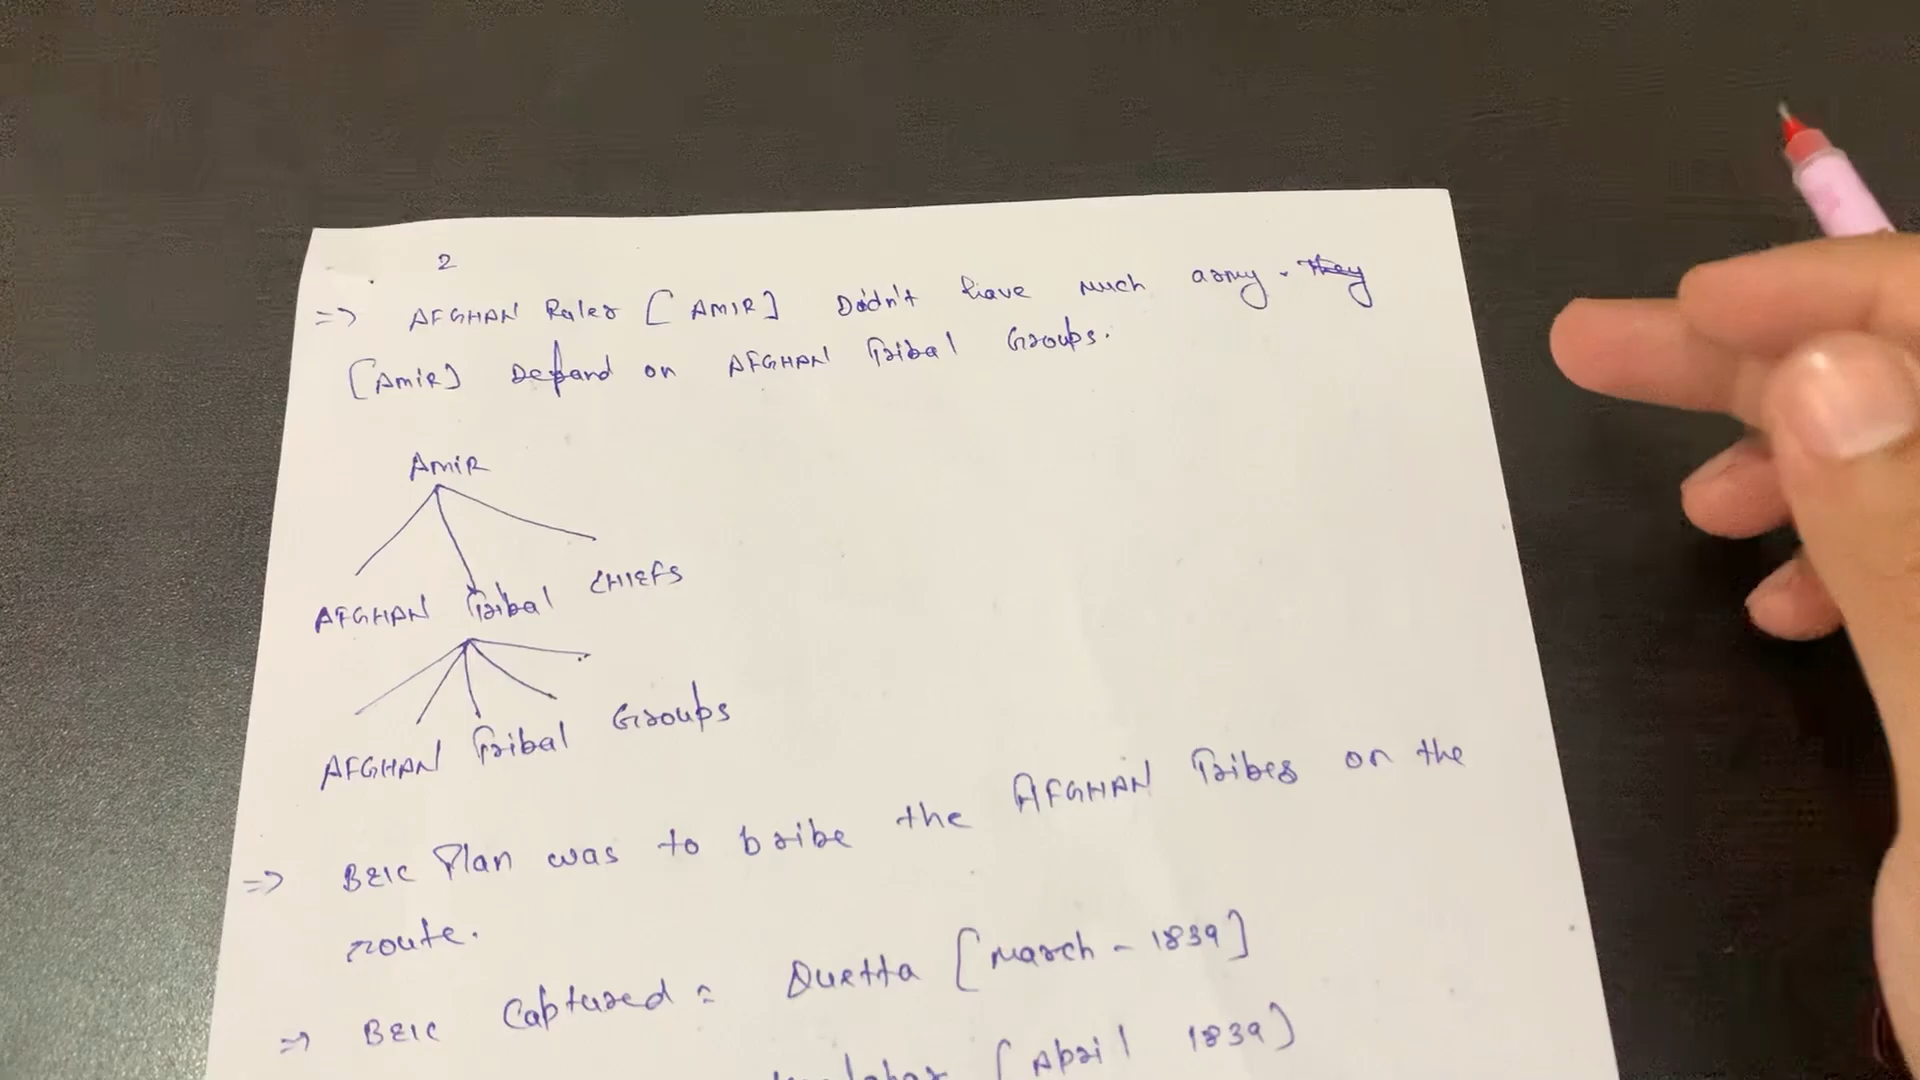 2
=> AFGHAN Ruler [AMIR] Didn't have much army. They
[AMIR] Depand on AFGHAN Tribal Groups.
AMIR
AFGHAN Tribal CHIEFS
AFGHAN Tribal Groups
=> BEIC Plan was to bribe the AFGHAN Tribes on the
route.
=> BEIC Captured = Quetta [March - 1839]
[April 1839]